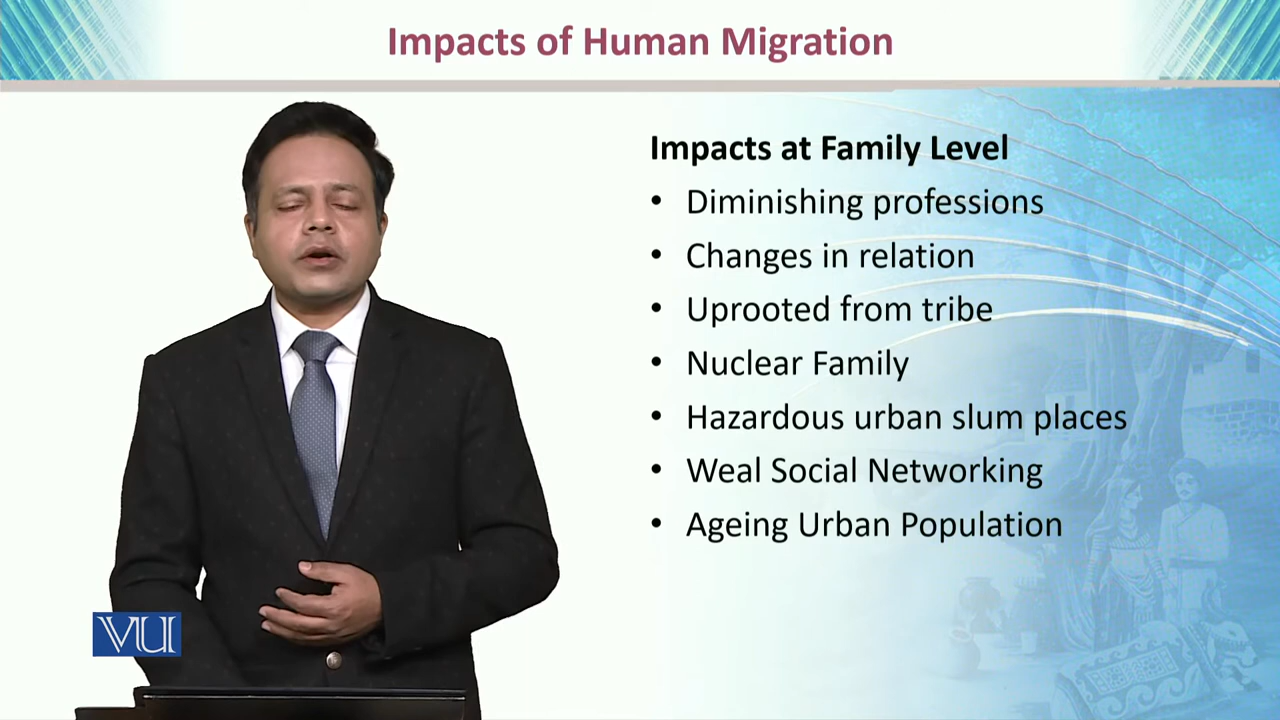 Impacts of Human Migration
Impacts at Family Level
• Diminishing professions
• Changes in relation
• Uprooted from tribe
• Nuclear Family
• Hazardous urban slum places
• Weal Social Networking
• Ageing Urban Population
VU